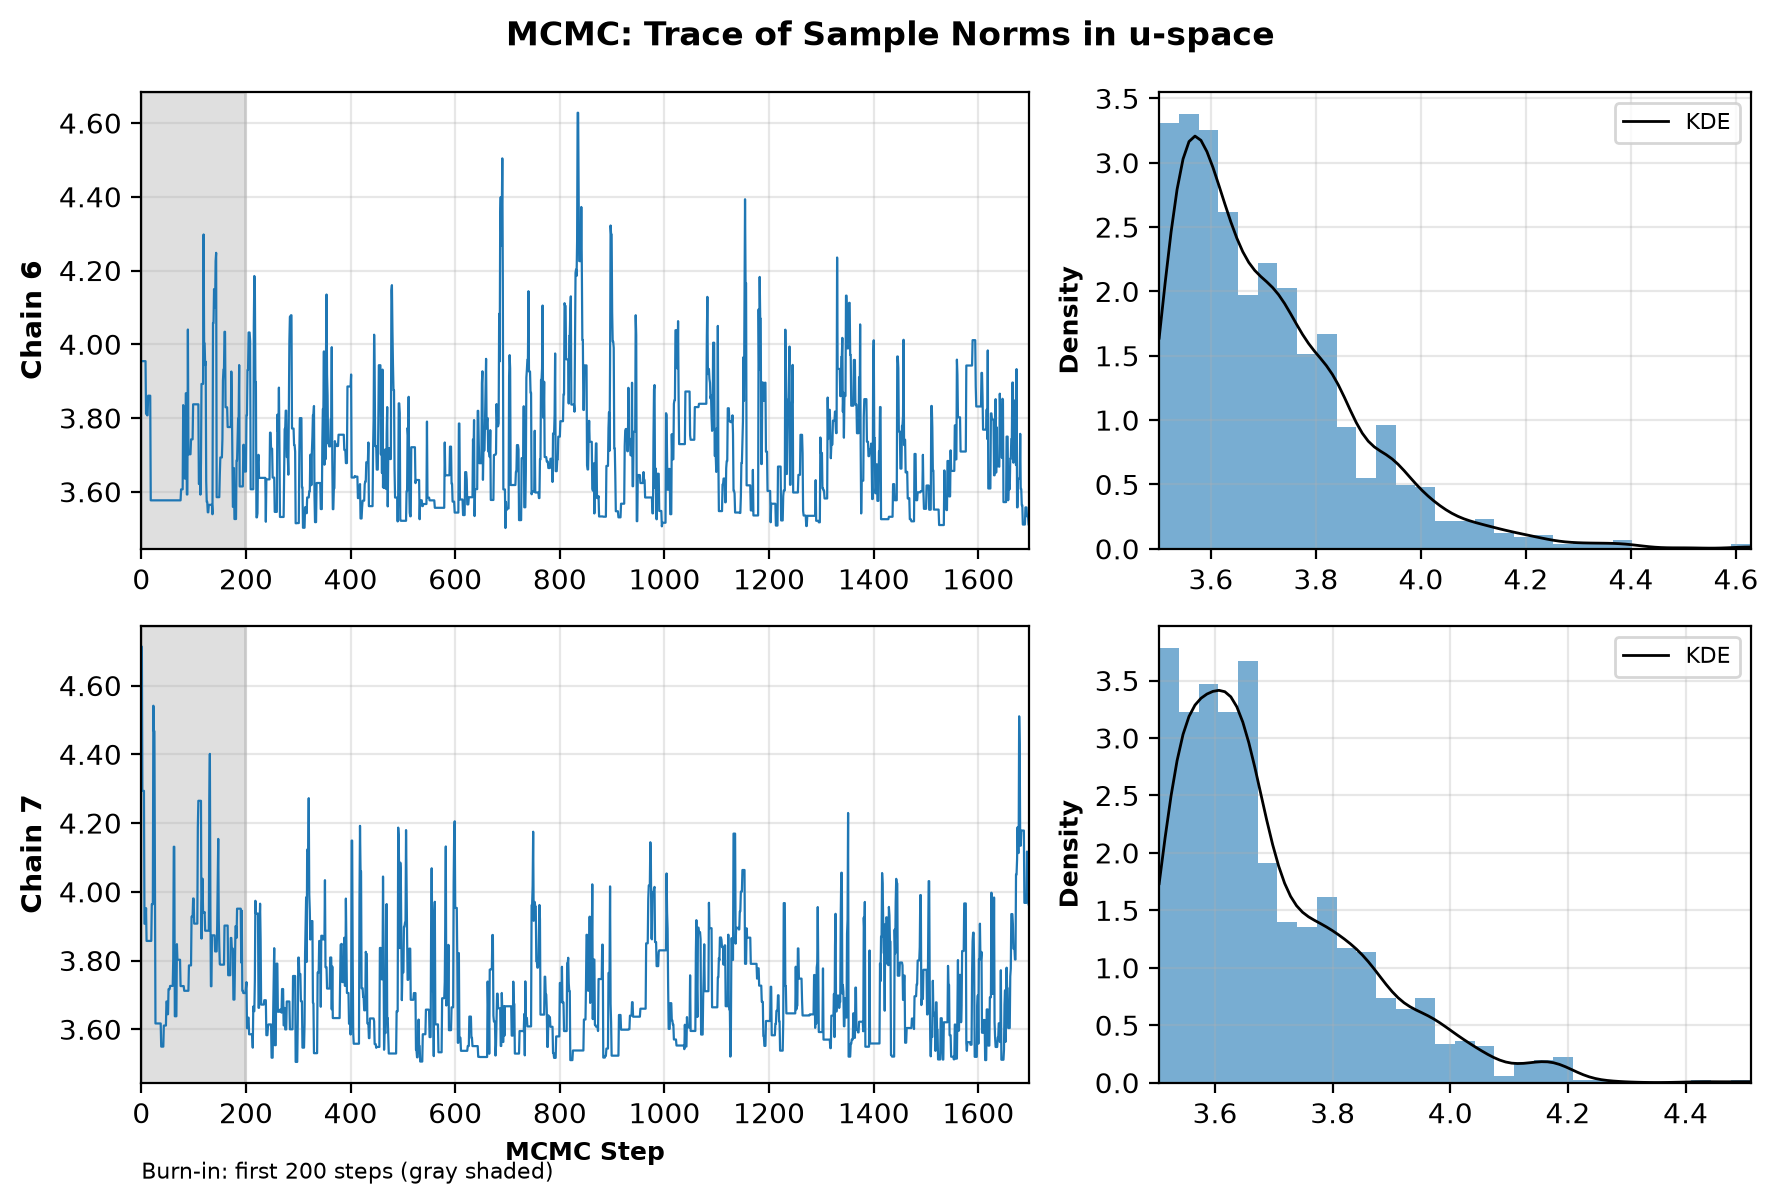 MCMC: Trace of Sample Norms in u-space
Chain 6
4.60
4.40
4.20
4.00
3.80
3.60
0 200 400 600 800 1000 1200 1400 1600
Density
3.5
3.0
2.5
2.0
1.5
1.0
0.5
0.0
KDE
3.6 3.8 4.0 4.2 4.4 4.6
Chain 7
4.60
4.40
4.20
4.00
3.80
3.60
0 200 400 600 800 1000 1200 1400 1600
MCMC Step
Density
3.5
3.0
2.5
2.0
1.5
1.0
0.5
0.0
KDE
3.6 3.8 4.0 4.2 4.4
Burn-in: first 200 steps (gray shaded)